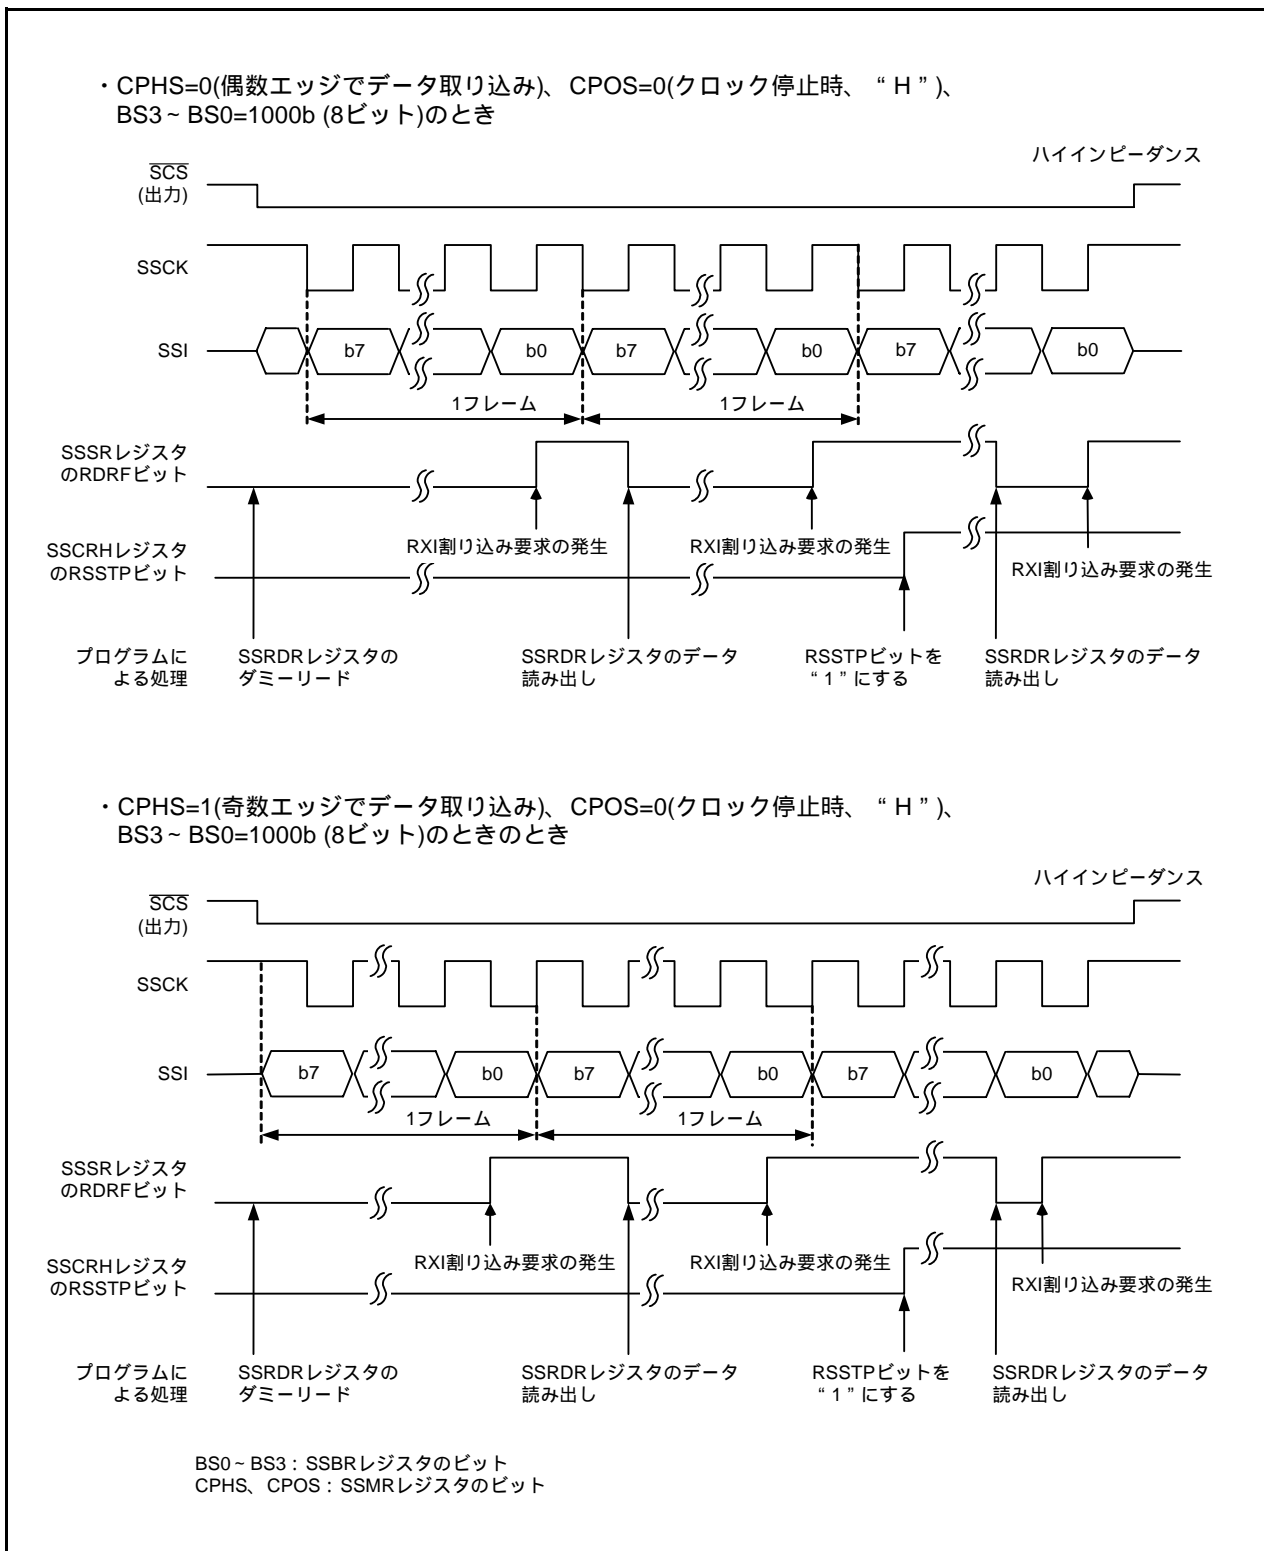 ・CPHS=0(偶数エッジでデータ取り込み)、CPOS=0(クロック停止時、“H”)、
BS3~BS0=1000b (8ビット)のとき
ハイインピーダンス
SCS
(出力)
SSCK
SSI
b7
b0
b7
b0
b7
b0
1フレーム
1フレーム
SSSRレジスタ
のRDRFビット
RXI割り込み要求の発生
RXI割り込み要求の発生
RXI割り込み要求の発生
SSCRHレジスタ
のRSSTPビット
プログラムに
よる処理
SSRDRレジスタの
ダミーリード
SSRDRレジスタのデータ
読み出し
RSSTPビットを
“1”にする
SSRDRレジスタのデータ
読み出し
・CPHS=1(奇数エッジでデータ取り込み)、CPOS=0(クロック停止時、“H”)、
BS3~BS0=1000b (8ビット)のときのとき
ハイインピーダンス
SCS
(出力)
SSCK
SSI
b7
b0
b7
b0
b7
b0
1フレーム
1フレーム
SSSRレジスタ
のRDRFビット
RXI割り込み要求の発生
RXI割り込み要求の発生
RXI割り込み要求の発生
SSCRHレジスタ
のRSSTPビット
プログラムに
よる処理
SSRDRレジスタの
ダミーリード
SSRDRレジスタのデータ
読み出し
RSSTPビットを
“1”にする
SSRDRレジスタのデータ
読み出し
BS0~BS3:SSBRレジスタのビット
CPHS、CPOS:SSMRレジスタのビット